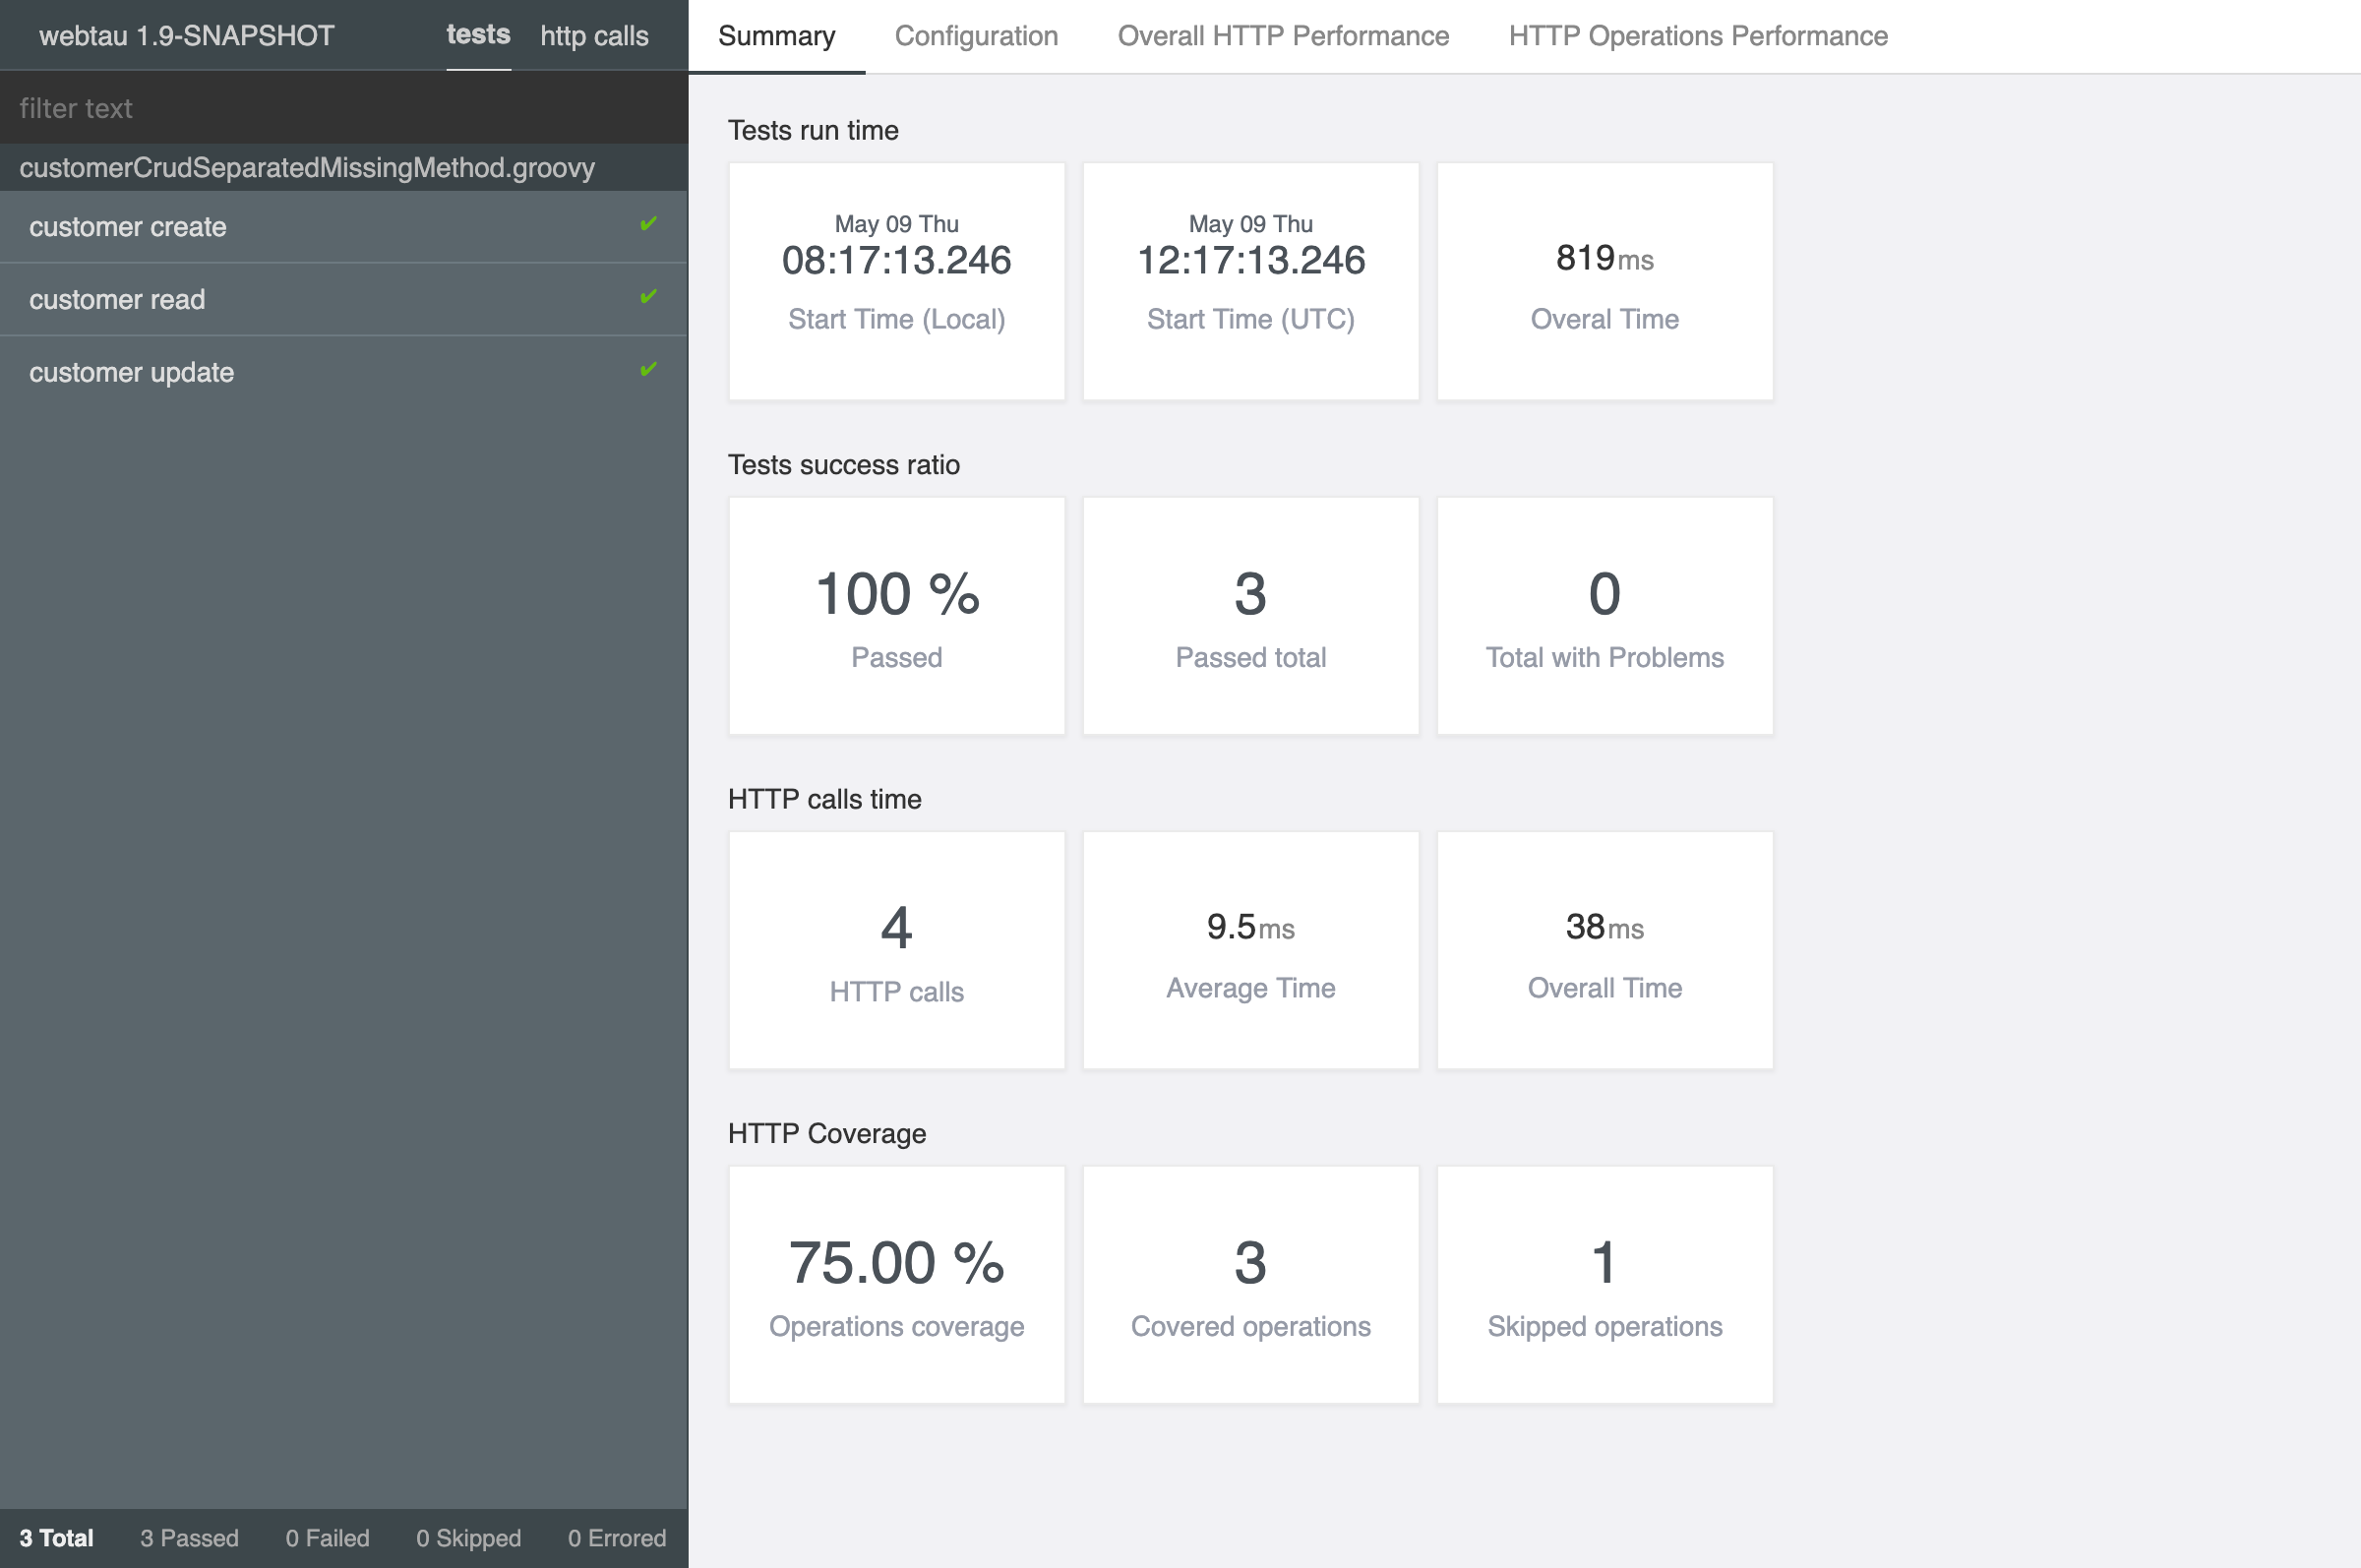 webtau 1.9-SNAPSHOT tests http calls
filter text
customerCrudSeparatedMissingMethod.groovy
customer create
customer read
customer update
3 Total 3 Passed 0 Failed 0 Skipped 0 Errored
Summary Configuration Overall HTTP Performance HTTP Operations Performance
Tests run time
May 09 Thu
08:17:13.246
Start Time (Local)
May 09 Thu
12:17:13.246
Start Time (UTC)
819ms
Overal Time
Tests success ratio
100 %
Passed
3
Passed total
0
Total with Problems
HTTP calls time
4
HTTP calls
9.5ms
Average Time
38ms
Overall Time
HTTP Coverage
75.00 %
Operations coverage
3
Covered operations
1
Skipped operations